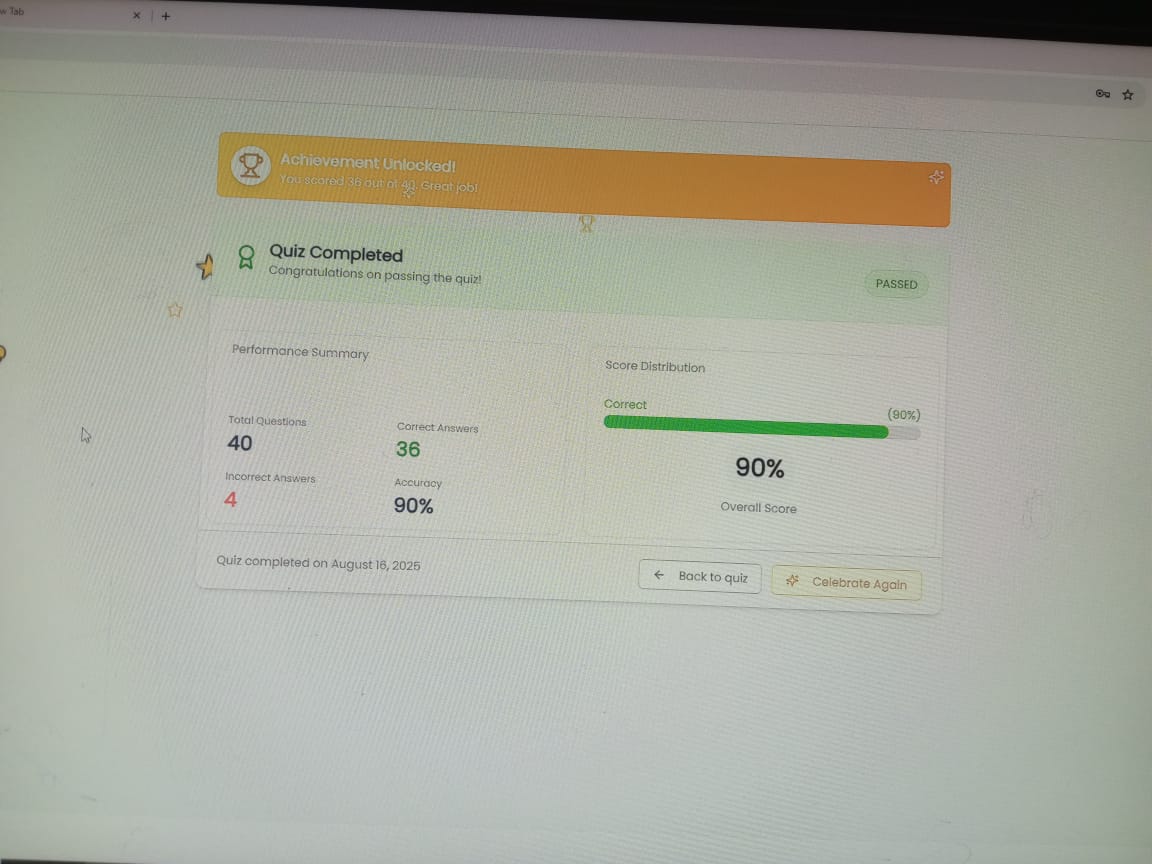 w Tab
Achievement Unlocked!
You scored 36 out of 40. Great job!
Quiz Completed
Congratulations on passing the quiz!
PASSED
Performance Summary
Total Questions
40
Correct Answers
36
Incorrect Answers
4
Accuracy
90%
Score Distribution
Correct
(90%)
90%
Overall Score
Quiz completed on August 16, 2025
Back to quiz
Celebrate Again